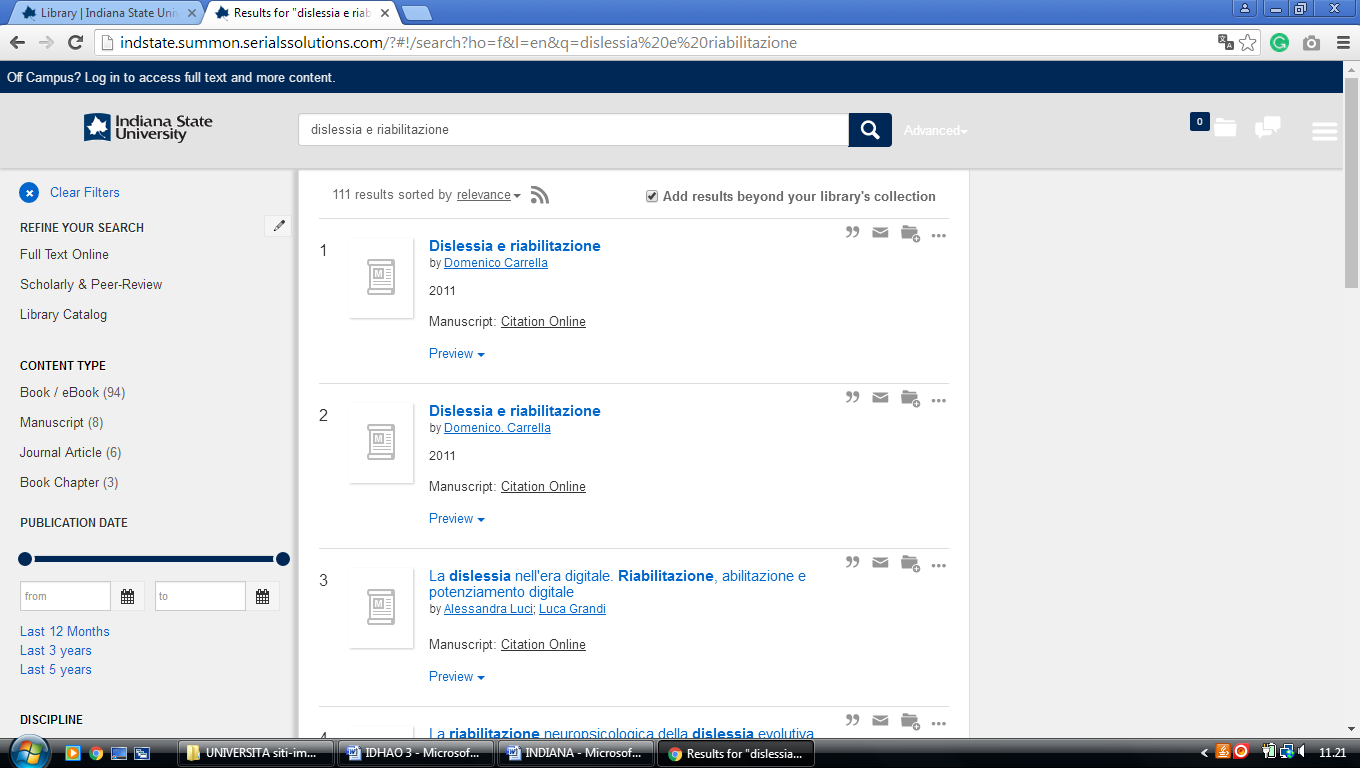 Library | Indiana State Uni
Results for "dislessia e riab
indstate.summon.serialssolutions.com/?#!/search?ho=f&l=en&q=dislessia%20e%20riabilitazione
Off Campus? Log in to access full text and more content.
Indiana State
University
dislessia e riabilitazione
Advanced
0
Clear Filters
REFINE YOUR SEARCH
Full Text Online
Scholarly & Peer-Review
Library Catalog
CONTENT TYPE
Book / eBook (94)
Manuscript (8)
Journal Article (6)
Book Chapter (3)
PUBLICATION DATE
from
to
Last 12 Months
Last 3 years
Last 5 years
DISCIPLINE
111 results sorted by relevance
Add results beyond your library's collection
1
Dislessia e riabilitazione
by Domenico Carrella
2011
Manuscript: Citation Online
Preview
2
Dislessia e riabilitazione
by Domenico. Carrella
2011
Manuscript: Citation Online
Preview
3
La dislessia nell'era digitale. Riabilitazione, abilitazione e
potenziamento digitale
by Alessandra Luci; Luca Grandi
Manuscript: Citation Online
Preview
4
La riabilitazione neuropsicologica della dislessia evolutiva
UNIVERSITA siti-im...
IDHAO 3 - Microsof...
INDIANA - Microsof...
Results for "dislessia...
11.21